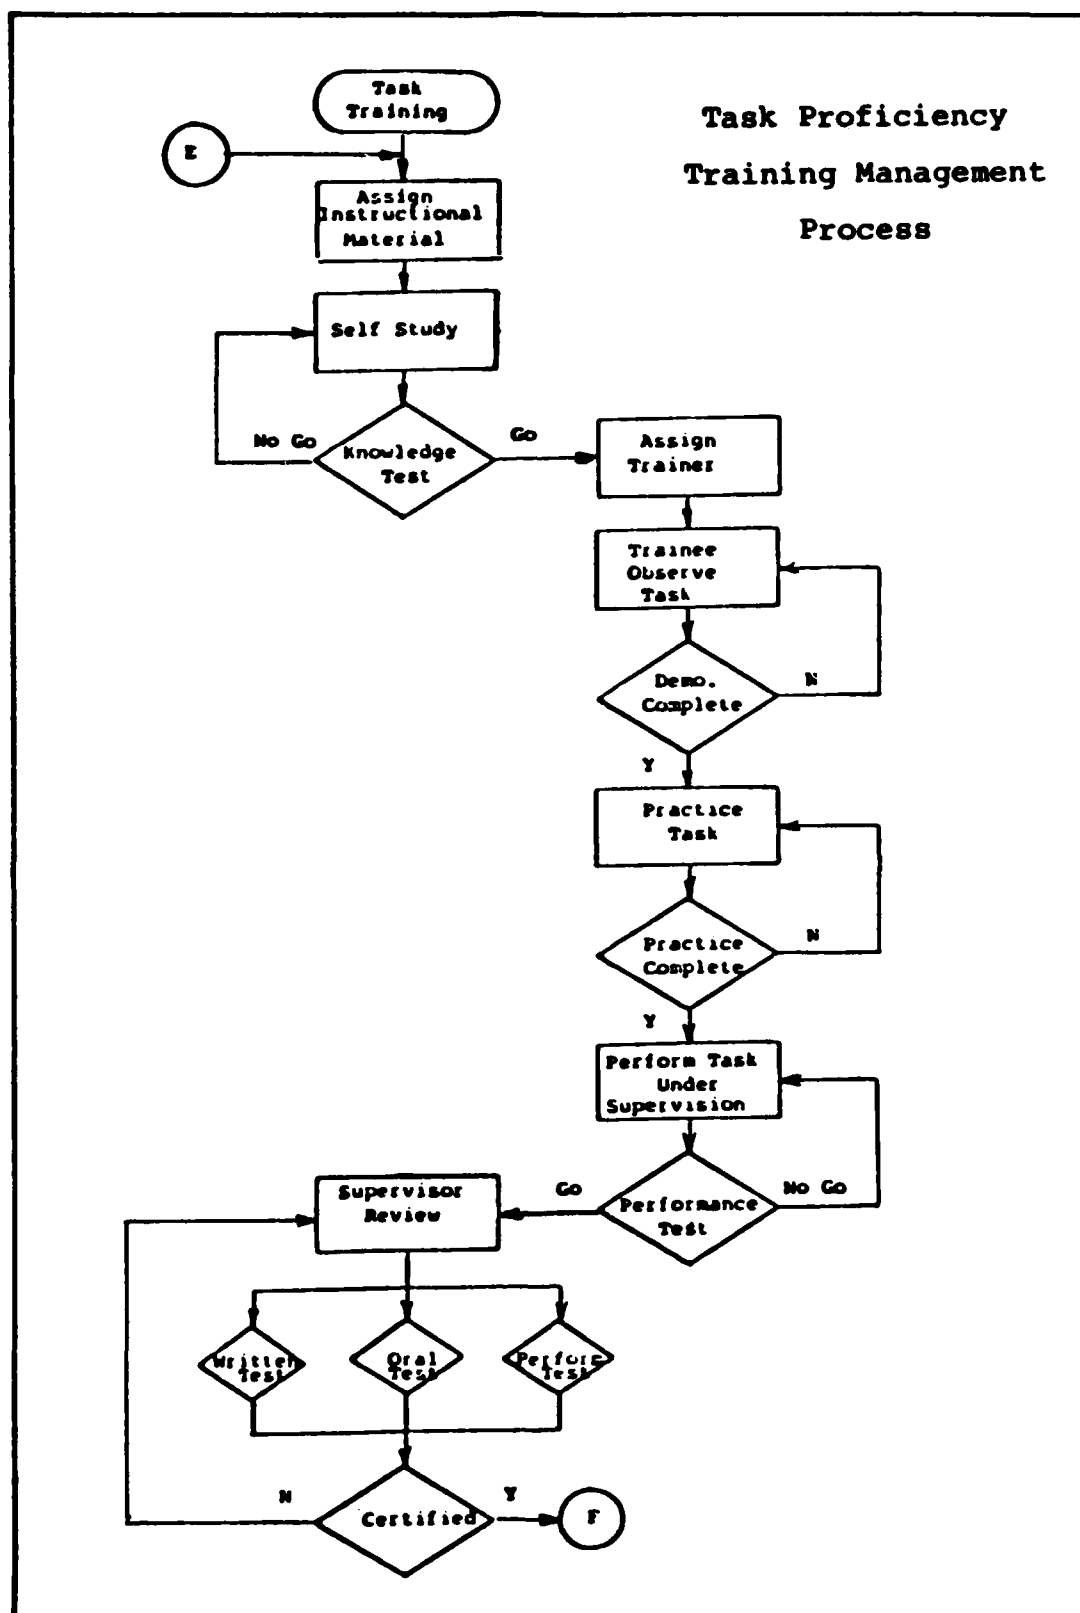 Task
Training
Task Proficiency
Training Management
Process
E
Assign
Instructional
Material
Self Study
No Go
Knowledge
Test
Go
Assign
Trainer
Trainee
Observe
Task
Demo.
Complete
N
Y
Practice
Task
Practice
Complete
N
Y
Perform Task
Under
Supervision
Supervisor
Review
Go
Performance
Test
No Go
Written
Test
Oral
Test
Perform
Test
N
Certified
Y
F